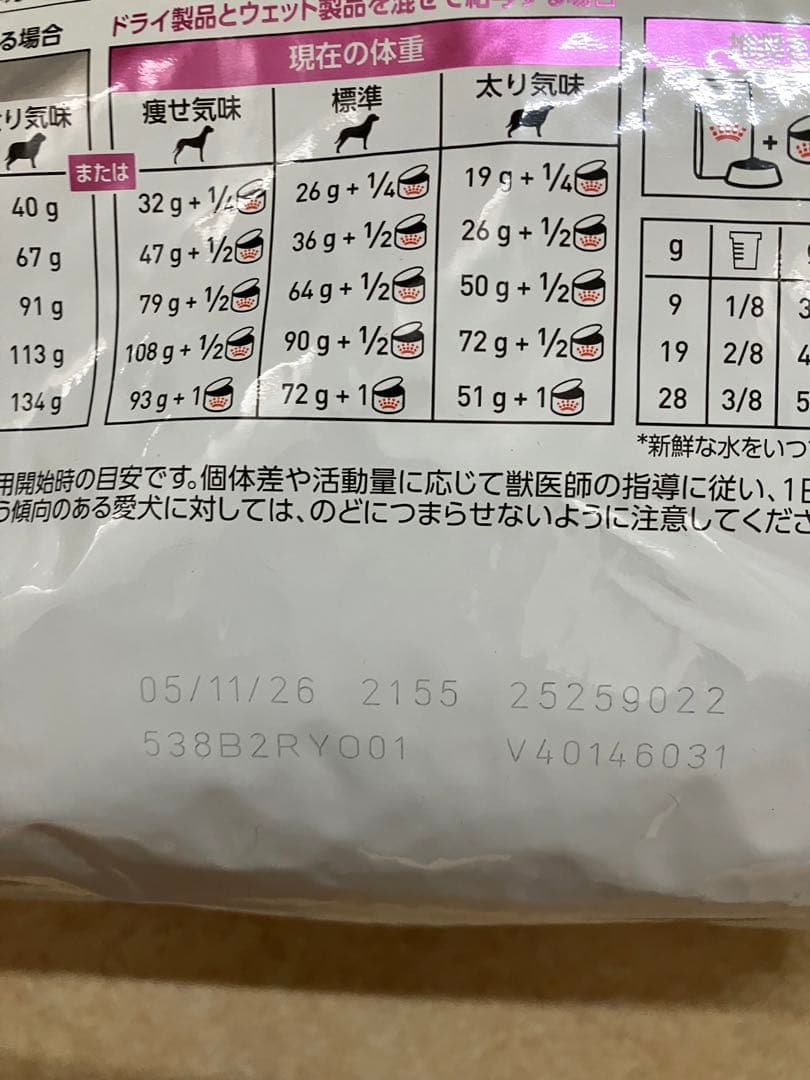 ドライ製品とウェット製品を混ぜて給与する場合
る場合
現在の体重
り気味
痩せ気味
標準
太り気味
または
40 g
32 g + 1/4
26 g + 1/4
19 g + 1/4
67 g
47 g + 1/2
36 g + 1/2
26 g + 1/2
91 g
79 g + 1/2
64 g + 1/2
50 g + 1/2
113 g
108 g + 1/2
90 g + 1/2
72 g + 1/2
134 g
93 g + 1
72 g + 1
51 g + 1
+
g
9 1/8 3
19 2/8 4
28 3/8 5
*新鮮な水をいつ
用開始時の目安です。個体差や活動量に応じて獣医師の指導に従い、1日
う傾向のある愛犬に対しては、のどにつまらせないように注意してくださ
05/11/26 2155 25259022
538B2RYO01 V40146031